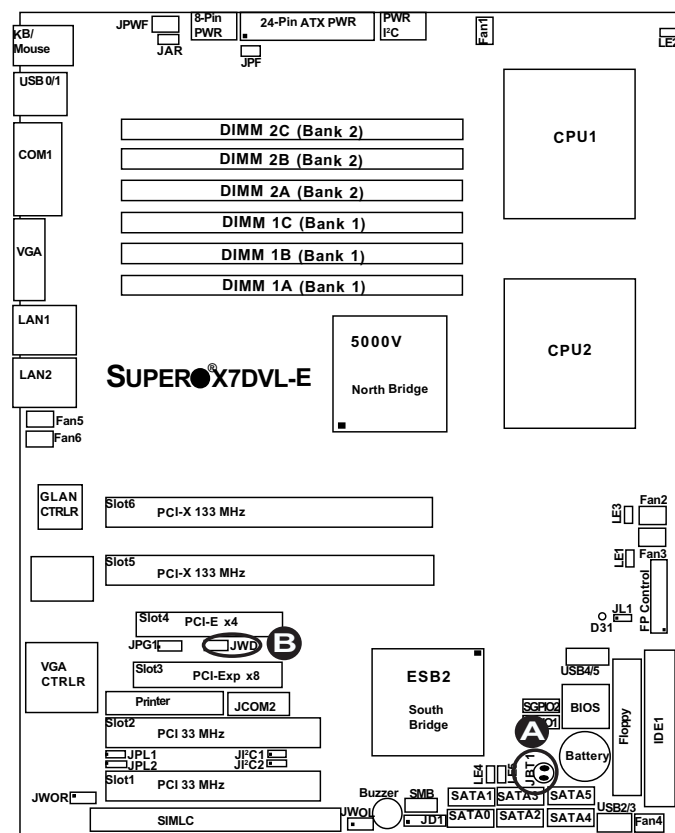 KB/
Mouse
JPWF
JAR
8-Pin
PWR
24-Pin ATX PWR
JPF
PWR
I²C
Fan1
LE2
USB 0/1
COM1
DIMM 2C (Bank 2)
DIMM 2B (Bank 2)
DIMM 2A (Bank 2)
DIMM 1C (Bank 1)
DIMM 1B (Bank 1)
DIMM 1A (Bank 1)
CPU1
VGA
LAN1
LAN2
SUPER●®X7DVL-E
5000V
North Bridge
CPU2
Fan5
Fan6
GLAN
CTRLR
Slot6
PCI-X 133 MHz
Slot5
PCI-X 133 MHz
LE3
Fan2
Fan3
LE1
FP Control
JL1
D31
Slot4
PCI-E x4
JPG1
JWD
B
VGA
CTRLR
Slot3
PCI-Exp x8
Printer
JCOM2
Slot2
PCI 33 MHz
JPL1
JPL2
JI²C1
JI²C2
Slot1
PCI 33 MHz
JWOR
SIMLC
JWOL
Buzzer
SMB
JD1
ESB2
South
Bridge
USB4/5
SGPIO2
BIOS
A
Floppy
IDE1
Battery
JBT1
LE4
SATA1
SATA3
SATA5
SATA0
SATA2
SATA4
USB2/3
Fan4